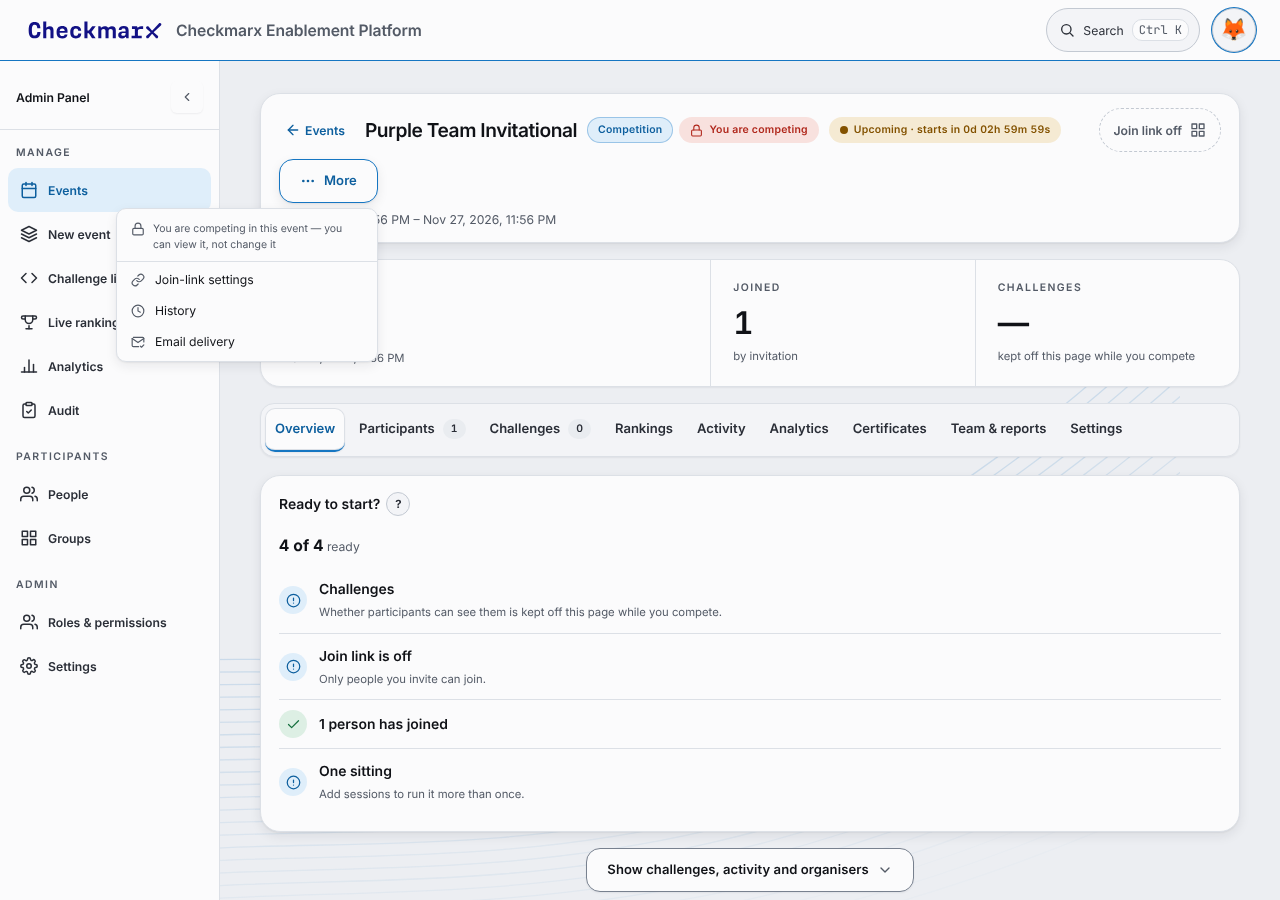 Checkmarx Checkmarx Enablement Platform
Search Ctrl K
Admin Panel
MANAGE
Events
New event
Challenge li
Live ranking
Analytics
Audit
PARTICIPANTS
People
Groups
ADMIN
Roles & permissions
Settings
Events
Purple Team Invitational
Competition
You are competing
Upcoming · starts in 0d 02h 59m 59s
Join link off
More
56 PM – Nov 27, 2026, 11:56 PM
You are competing in this event — you
can view it, not change it
Join-link settings
History
Email delivery
56 PM
JOINED
1
by invitation
CHALLENGES
—
kept off this page while you compete
Overview
Participants 1
Challenges 0
Rankings
Activity
Analytics
Certificates
Team & reports
Settings
Ready to start? ?
4 of 4 ready
Challenges
Whether participants can see them is kept off this page while you compete.
Join link is off
Only people you invite can join.
1 person has joined
One sitting
Add sessions to run it more than once.
Show challenges, activity and organisers